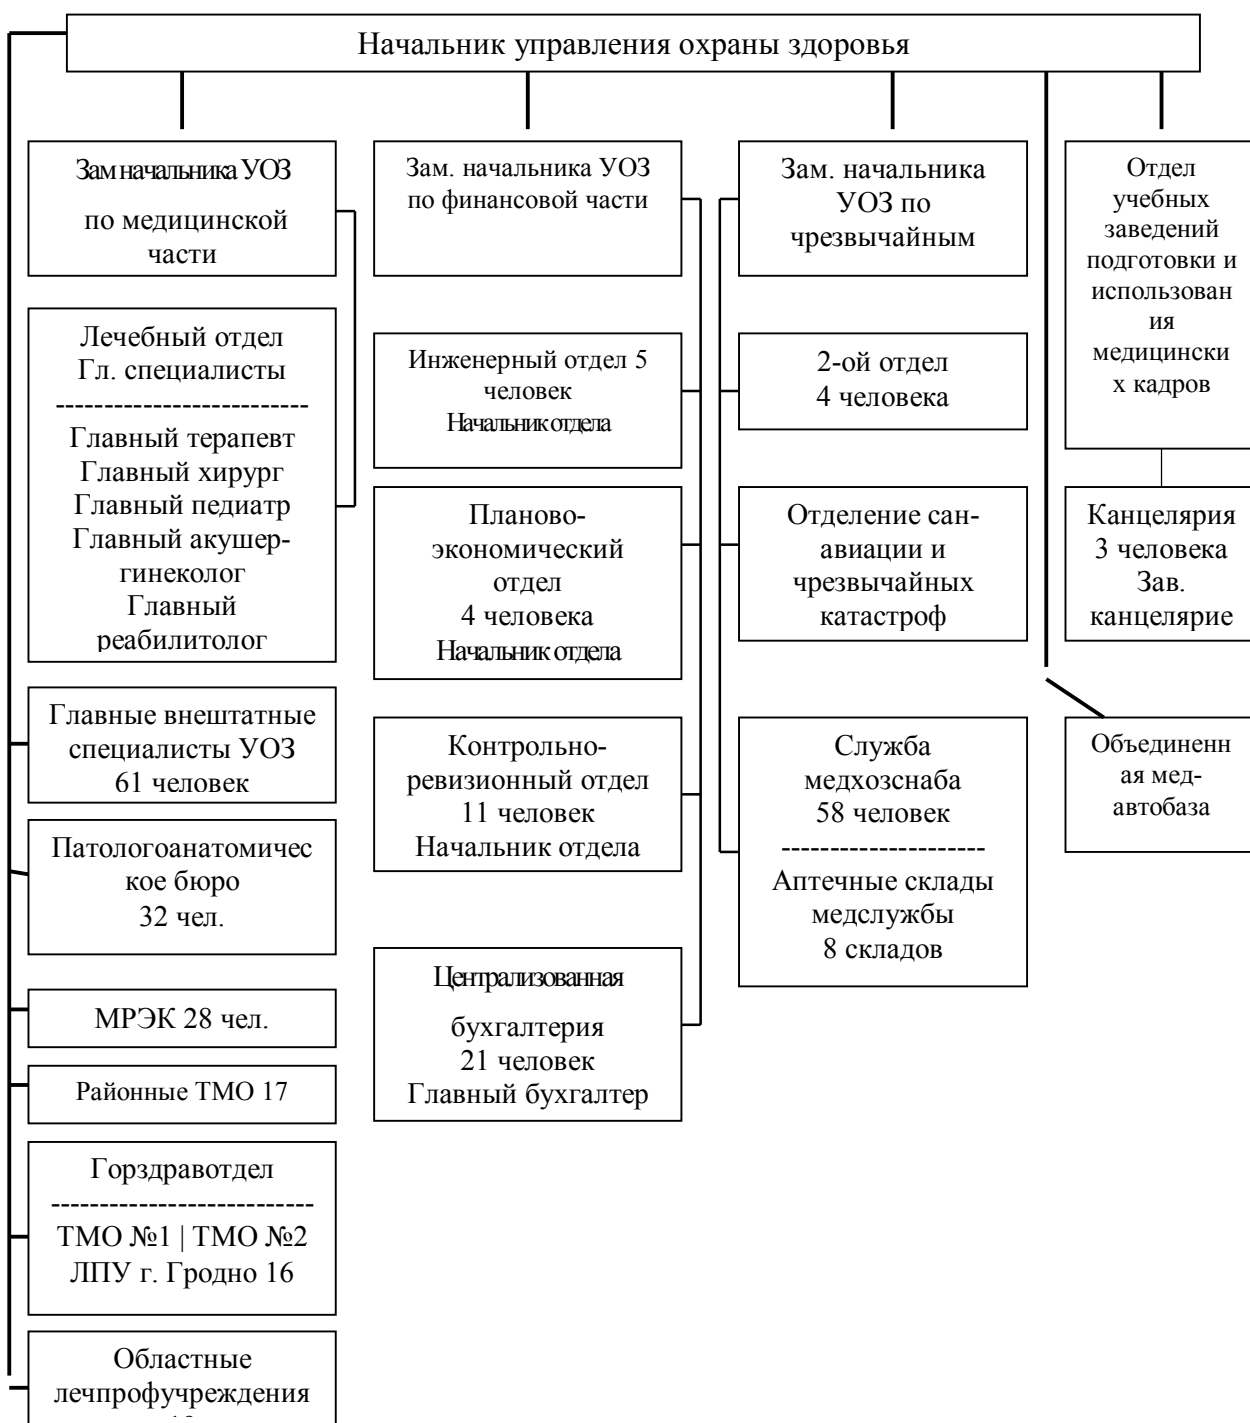 Начальник управления охраны здоровья
Зам начальника УОЗ
по медицинской
части
Зам. начальника УОЗ
по финансовой части
Зам. начальника
УОЗ по
чрезвычайным
Отдел
учебных
заведений
подготовки и
использован
ия
медицински
х кадров
Лечебный отдел
Гл. специалисты
----------------------------
Главный терапевт
Главный хирург
Главный педиатр
Главный акушер-
гинеколог
Главный
реабилитолог
Инженерный отдел 5
человек
Начальник отдела
2-ой отдел
4 человека
Планово-
экономический
отдел
4 человека
Начальник отдела
Отделение сан-
авиации и
чрезвычайных
катастроф
Канцелярия
3 человека
Зав.
канцелярие
Главные внештатные
специалисты УОЗ
61 человек
Контрольно-
ревизионный отдел
11 человек
Начальник отдела
Служба
медхозснаба
58 человек
----------------------
Аптечные склады
медслужбы
8 складов
Объединенн
ая мед-
автобаза
Патологоанатомичес
кое бюро
32 чел.
Централизованная
бухгалтерия
21 человек
Главный бухгалтер
МРЭК 28 чел.
Районные ТМО 17
Горздравотдел
-----------------------------
ТМО №1 | ТМО №2
ЛПУ г. Гродно 16
Областные
лечпрофучреждения